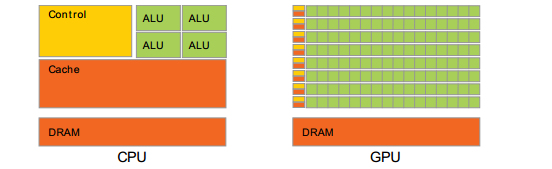 Control
ALU ALU
ALU ALU
Cache
DRAM
CPU
DRAM
GPU